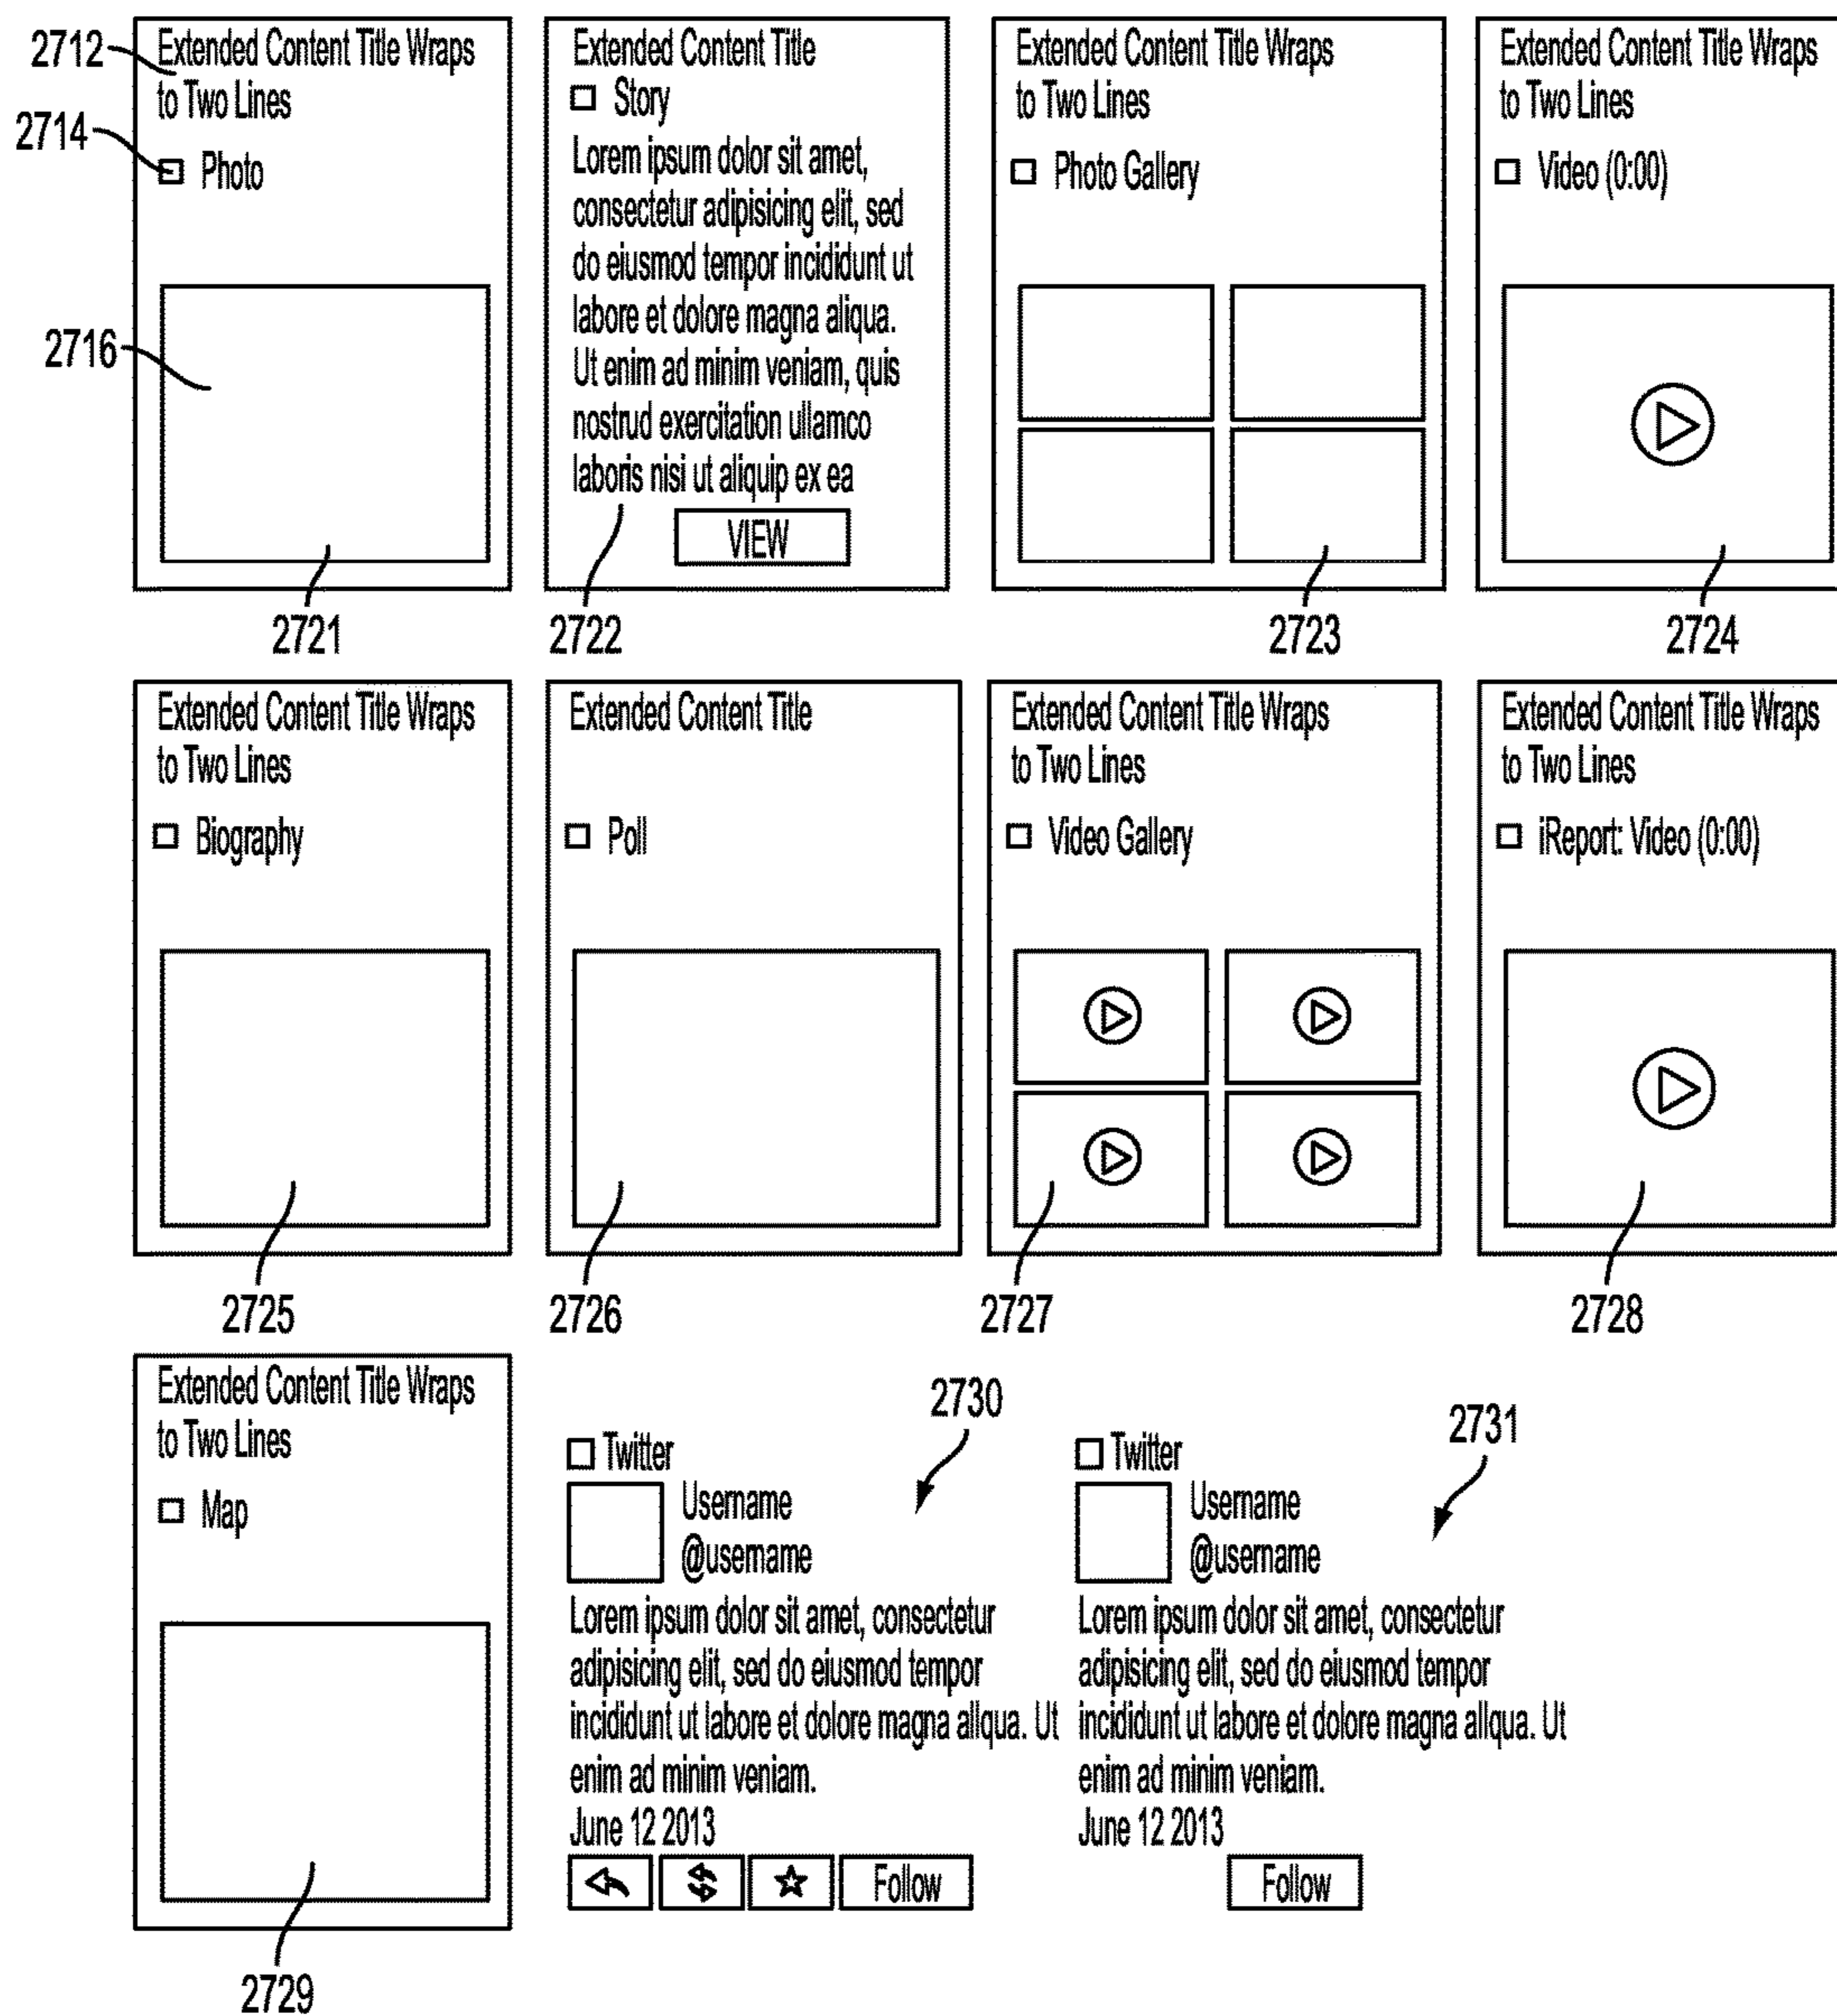 2712
Extended Content Title Wraps
to Two Lines
2714
Photo
2716
2721
Extended Content Title
Story
Lorem ipsum dolor sit amet,
consectetur adipisicing elit, sed
do eiusmod tempor incididunt ut
labore et dolore magna aliqua.
Ut enim ad minim veniam, quis
nostrud exercitation ullamco
laboris nisi ut aliquip ex ea
VIEW
2722
Extended Content Title Wraps
to Two Lines
Photo Gallery
2723
Extended Content Title Wraps
to Two Lines
Video (0:00)
2724
Extended Content Title Wraps
to Two Lines
Biography
2725
Extended Content Title
Poll
2726
Extended Content Title Wraps
to Two Lines
Video Gallery
2727
Extended Content Title Wraps
to Two Lines
iReport: Video (0:00)
2728
Extended Content Title Wraps
to Two Lines
Map
2729
2730
Twitter
Username
@username
Lorem ipsum dolor sit amet, consectetur
adipisicing elit, sed do eiusmod tempor
incididunt ut labore et dolore magna allqua. Ut
enim ad minim veniam.
June 12 2013
Follow
2731
Twitter
Username
@username
Lorem ipsum dolor sit amet, consectetur
adipisicing elit, sed do eiusmod tempor
incididunt ut labore et dolore magna allqua. Ut
enim ad minim veniam.
June 12 2013
Follow